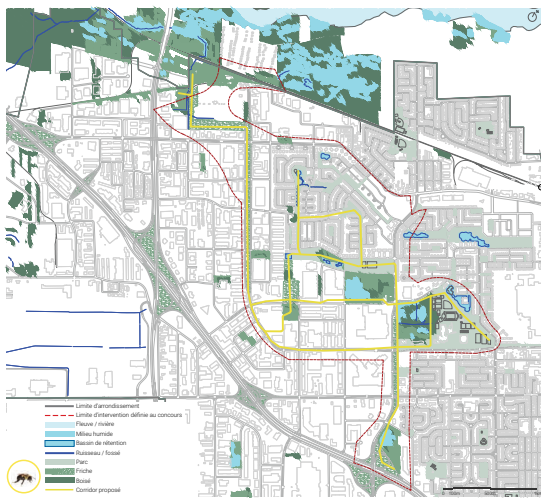 Limite d'arrondissement
Limite d'intervention définie au concours
Fleuve / rivière
Milieu humide
Bassin de rétention
Ruisseau / fossé
Parc
Friche
Boisé
Corridor proposé